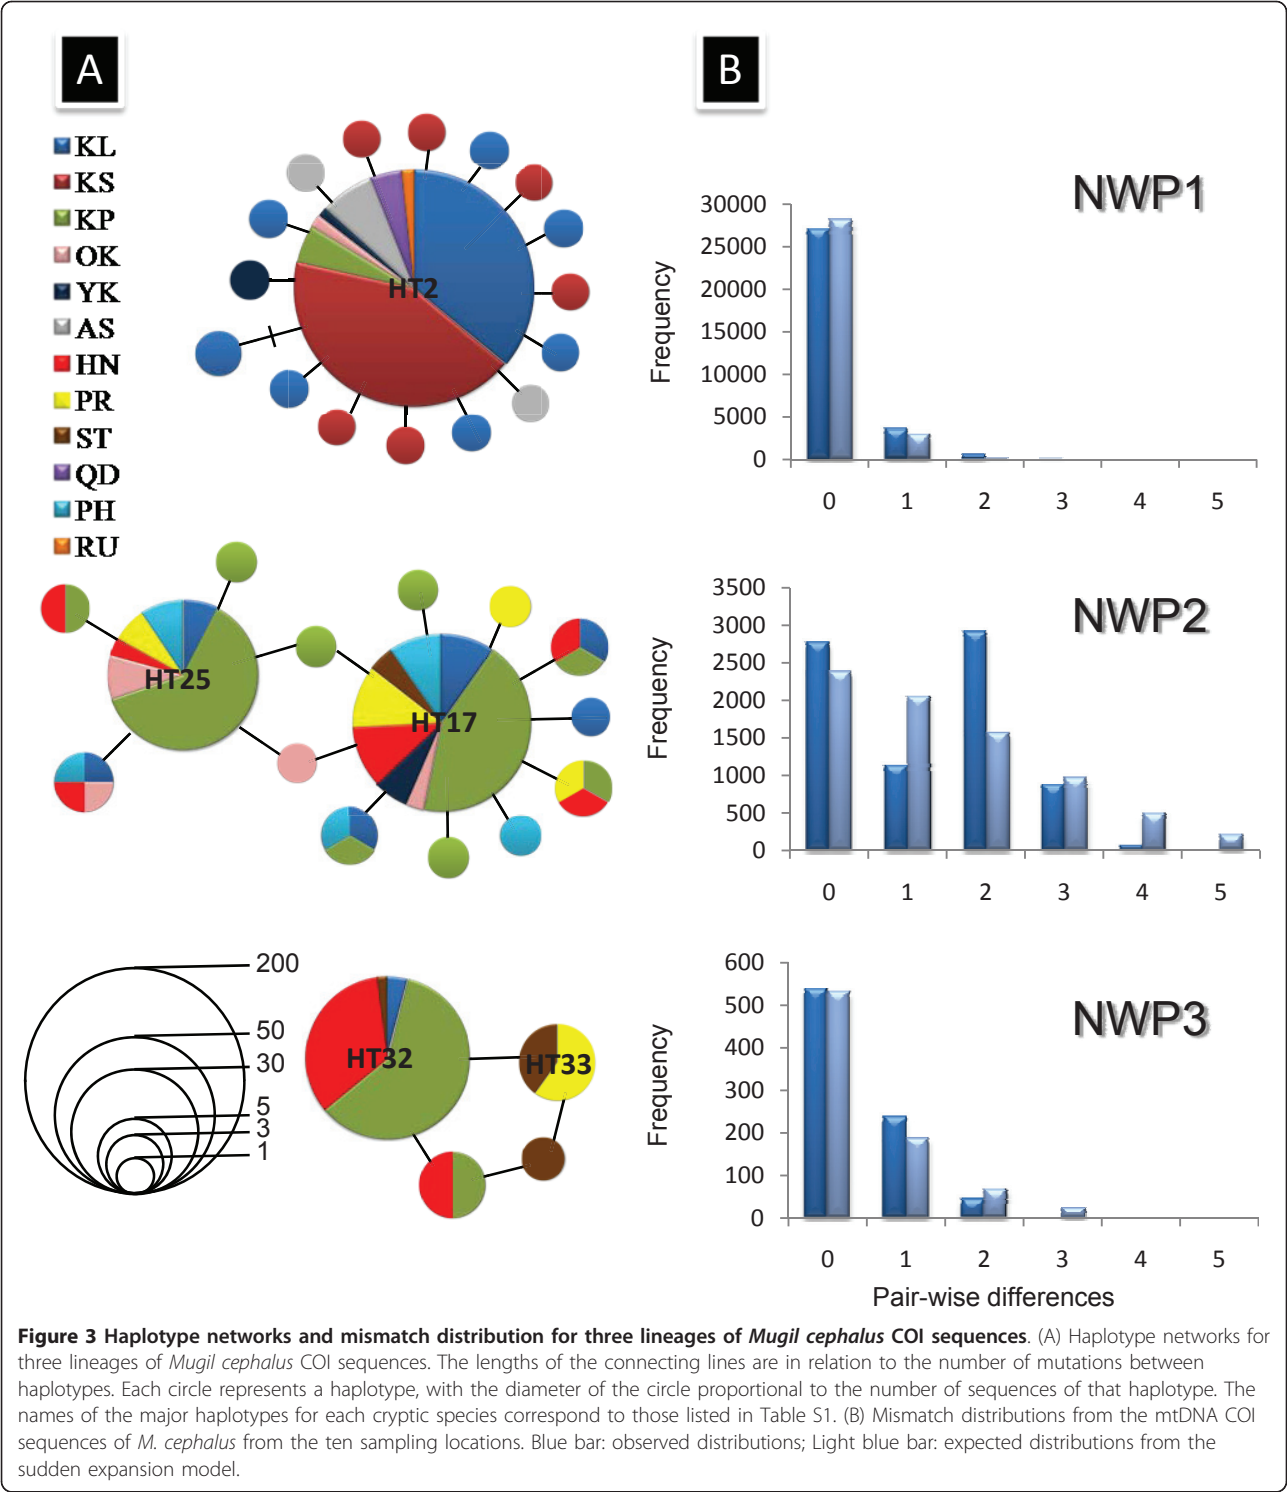 A
B
KL
KS
KP
OK
YK
AS
HN
PR
ST
QD
PH
RU
HT2
NWP1
Frequency
30000
25000
20000
15000
10000
5000
0
0 1 2 3 4 5
HT25
HT17
NWP2
Frequency
3500
3000
2500
2000
1500
1000
500
0
0 1 2 3 4 5
200
50
30
5
3
1
HT32
HT33
NWP3
Frequency
600
500
400
300
200
100
0
0 1 2 3 4 5
Pair-wise differences
Figure 3 Haplotype networks and mismatch distribution for three lineages of Mugil cephalus COI sequences. (A) Haplotype networks for
three lineages of Mugil cephalus COI sequences. The lengths of the connecting lines are in relation to the number of mutations between
haplotypes. Each circle represents a haplotype, with the diameter of the circle proportional to the number of sequences of that haplotype. The
names of the major haplotypes for each cryptic species correspond to those listed in Table S1. (B) Mismatch distributions from the mtDNA COI
sequences of M. cephalus from the ten sampling locations. Blue bar: observed distributions; Light blue bar: expected distributions from the
sudden expansion model.